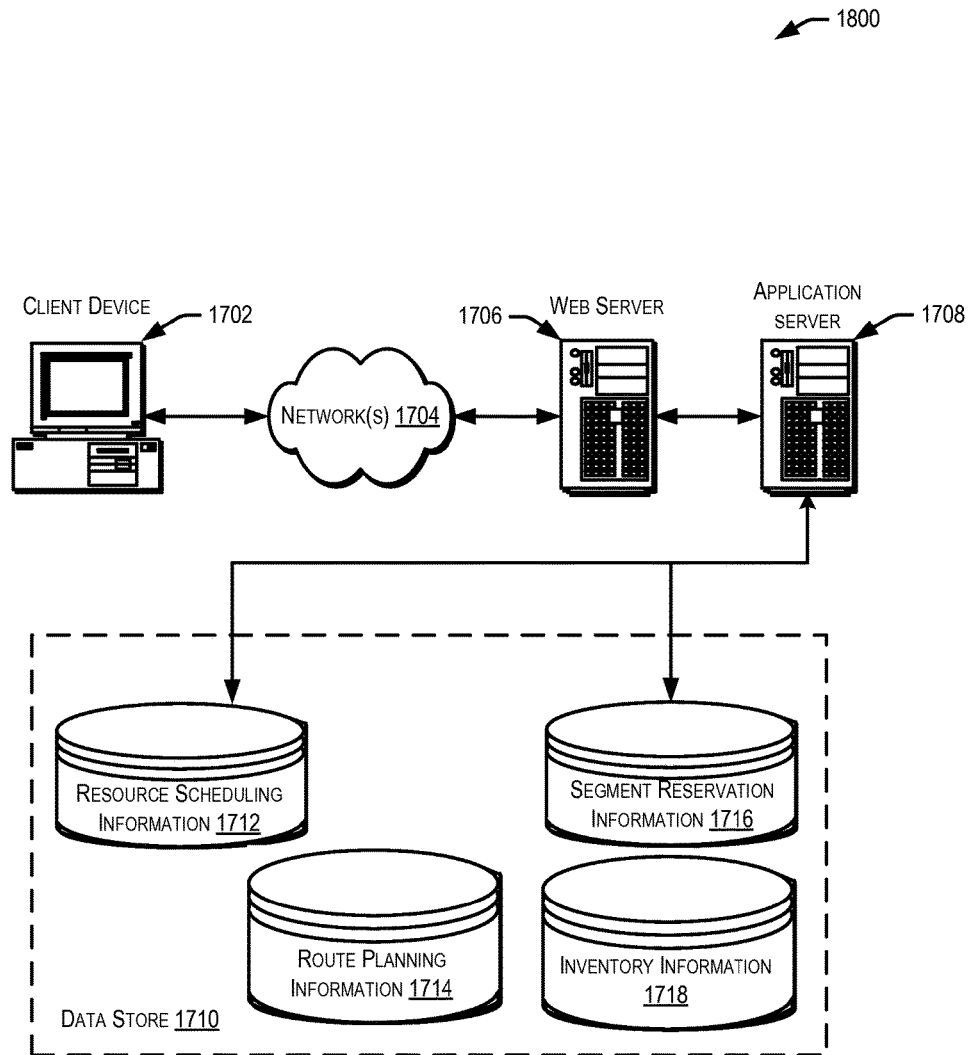 1800
CLIENT DEVICE
1702
NETWORK(S) 1704
1706
WEB SERVER
APPLICATION
SERVER
1708
RESOURCE SCHEDULING
INFORMATION 1712
SEGMENT RESERVATION
INFORMATION 1716
ROUTE PLANNING
INFORMATION 1714
INVENTORY INFORMATION
1718
DATA STORE 1710